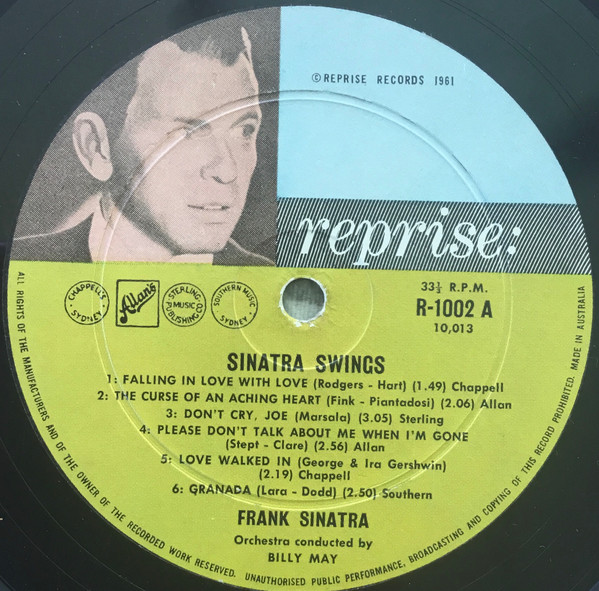 © REPRISE RECORDS 1961
reprise:
CHAPPELL'S SYDNEY
Allans
STERLING MUSIC PUBLISHING CO
SOUTHERN MUSIC SYDNEY
33⅓ R.P.M.
R-1002 A
10,013
SINATRA SWINGS
1: FALLING IN LOVE WITH LOVE (Rodgers - Hart) (1.49) Chappell
2: THE CURSE OF AN ACHING HEART (Fink - Piantadosi) (2.06) Allan
3: DON'T CRY, JOE (Marsala) (3.05) Sterling
4: PLEASE DON'T TALK ABOUT ME WHEN I'M GONE
(Stept - Clare) (2.56) Allan
5: LOVE WALKED IN (George & Ira Gershwin)
(2.19) Chappell
6: GRANADA (Lara - Dodd) (2.50) Southern
FRANK SINATRA
Orchestra conducted by
BILLY MAY
ALL RIGHTS OF THE MANUFACTURERS AND OF THE OWNER OF THE RECORDED WORK RESERVED. UNAUTHORISED PUBLIC PERFORMANCE, BROADCASTING AND COPYING OF THIS RECORD PROHIBITED. MADE IN AUSTRALIA